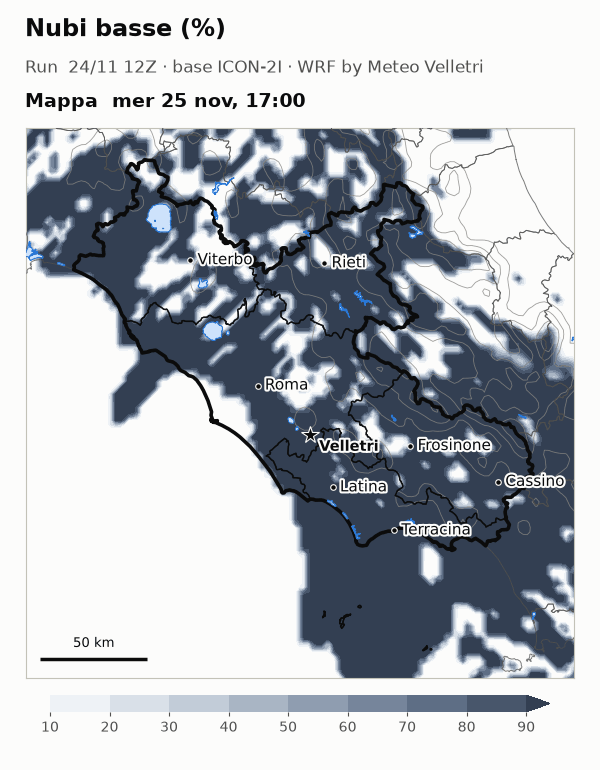 Nubi basse (%)
Run  24/11 12Z · base ICON-2I · WRF by Meteo Velletri
Mappa  mer 25 nov, 17:00
Viterbo
Rieti
Roma
Velletri
Frosinone
Latina
Cassino
Terracina
50 km
10 20 30 40 50 60 70 80 90